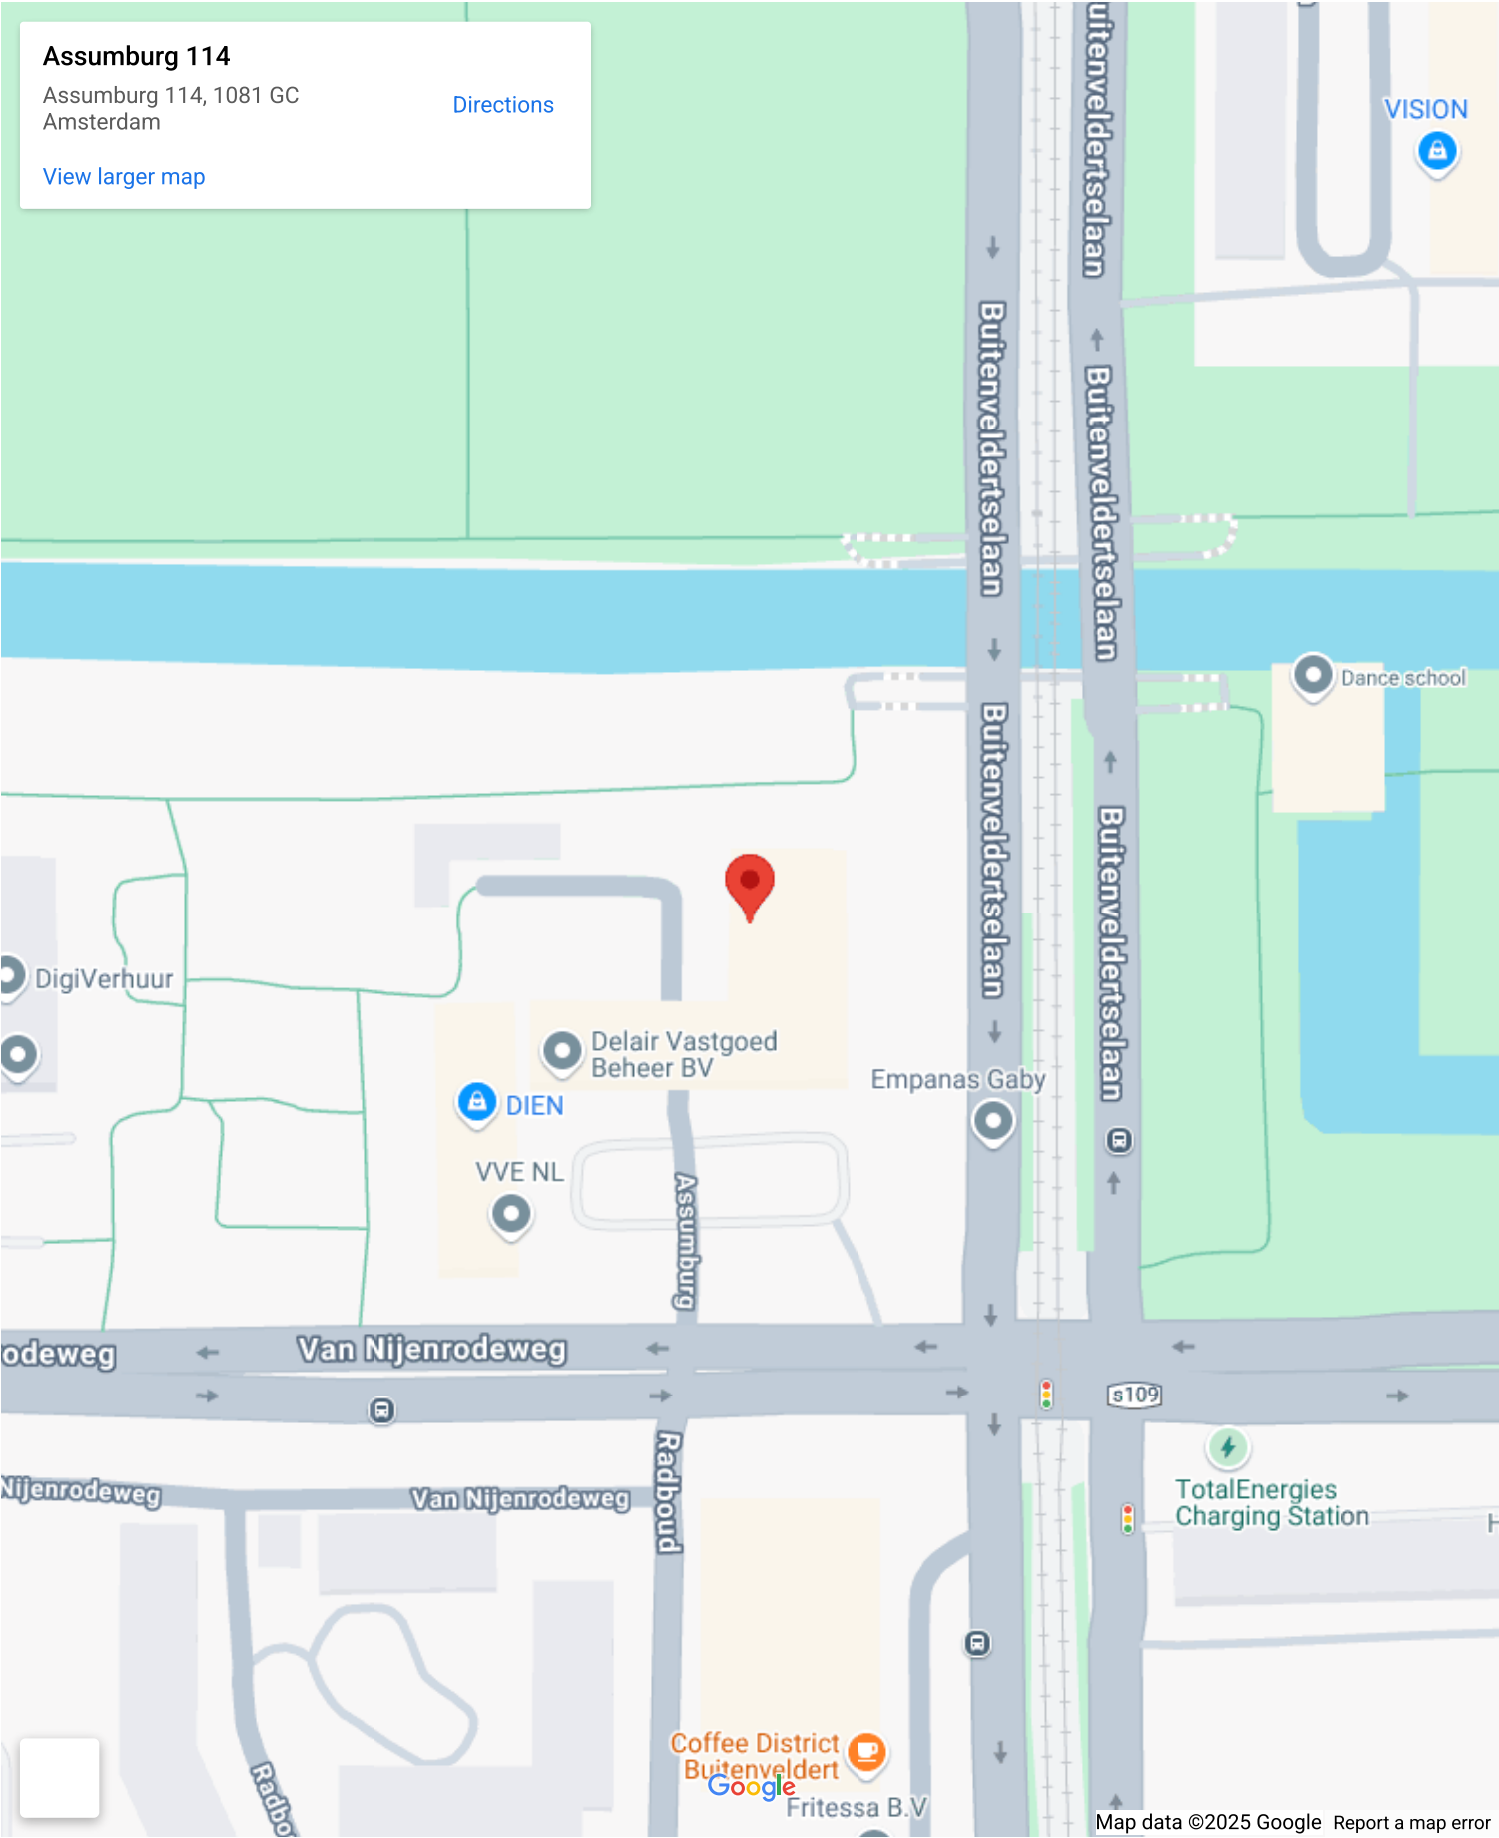 Assumburg 114
Assumburg 114, 1081 GC
Amsterdam
Directions
View larger map
uitenveldertselaan
VISION
Buitenveldertselaan
Buitenveldertselaan
Dance school
Buitenveldertselaan
Buitenveldertselaan
DigiVerhuur
Delair Vastgoed
Beheer BV
Empanas Gaby
DIEN
VVE NL
Assumburg
odeweg
Van Nijenrodeweg
s109
Radboud
Nijenrodeweg
Van Nijenrodeweg
TotalEnergies
Charging Station
H
Coffee District
Buitenveldert
Google
Radbo
Fritessa B.V
Map data ©2025 Google
Report a map error